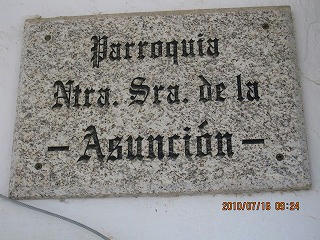 Parroquia
Ntra. Sra. de la
- Asunción -
2010/07/16 09:24